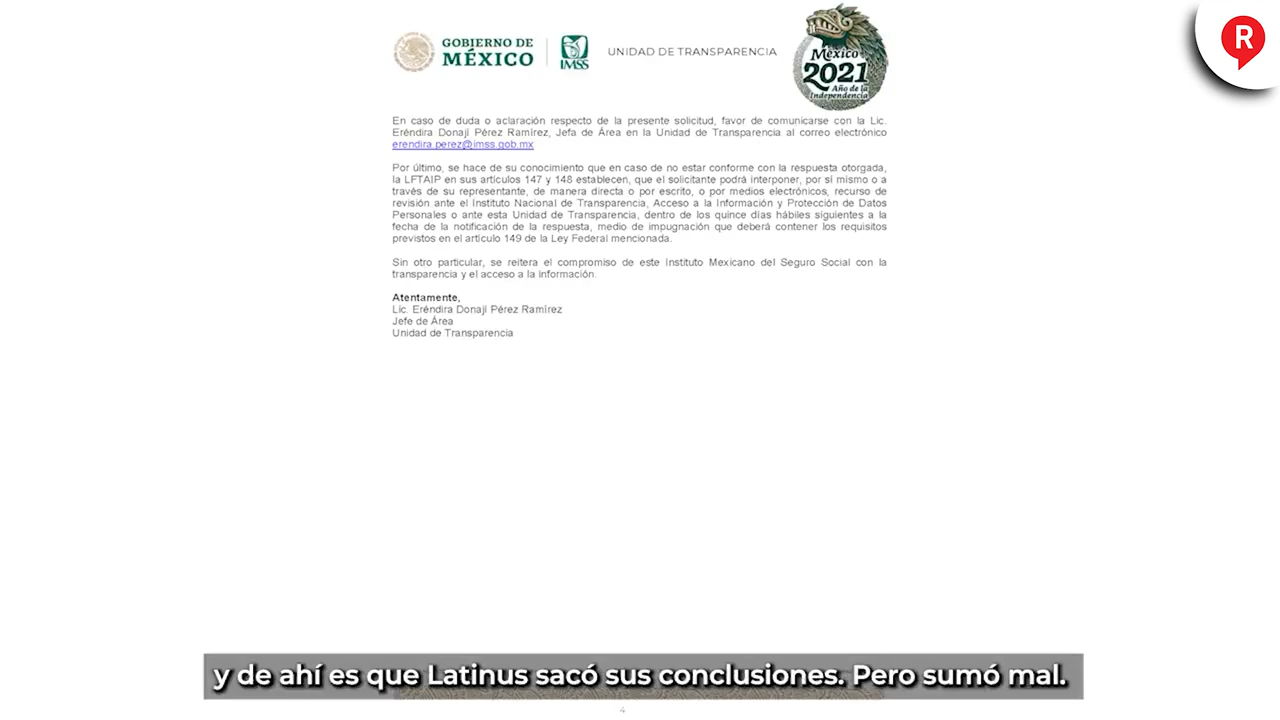 GOBIERNO DE
MÉXICO
IMSS
UNIDAD DE TRANSPARENCIA
México
2021
Año de la
Independencia
R
En caso de duda o aclaración respecto de la presente solicitud, favor de comunicarse con la Lic.
Eréndira Donají Pérez Ramírez, Jefa de Área en la Unidad de Transparencia al correo electrónico
erendira.perez@imss.gob.mx
Por último, se hace de su conocimiento que en caso de no estar conforme con la respuesta otorgada,
la LFTAIP en sus artículos 147 y 148 establecen, que el solicitante podrá interponer, por sí mismo o a
través de su representante, de manera directa o por escrito, o por medios electrónicos, recurso de
revisión ante el Instituto Nacional de Transparencia, Acceso a la Información y Protección de Datos
Personales o ante esta Unidad de Transparencia, dentro de los quince días hábiles siguientes a la
fecha de la notificación de la respuesta, medio de impugnación que deberá contener los requisitos
previstos en el artículo 149 de la Ley Federal mencionada.
Sin otro particular, se reitera el compromiso de este Instituto Mexicano del Seguro Social con la
transparencia y el acceso a la información.
Atentamente,
Lic. Eréndira Donají Pérez Ramírez
Jefe de Área
Unidad de Transparencia
y de ahí es que Latinus sacó sus conclusiones. Pero sumó mal.
4